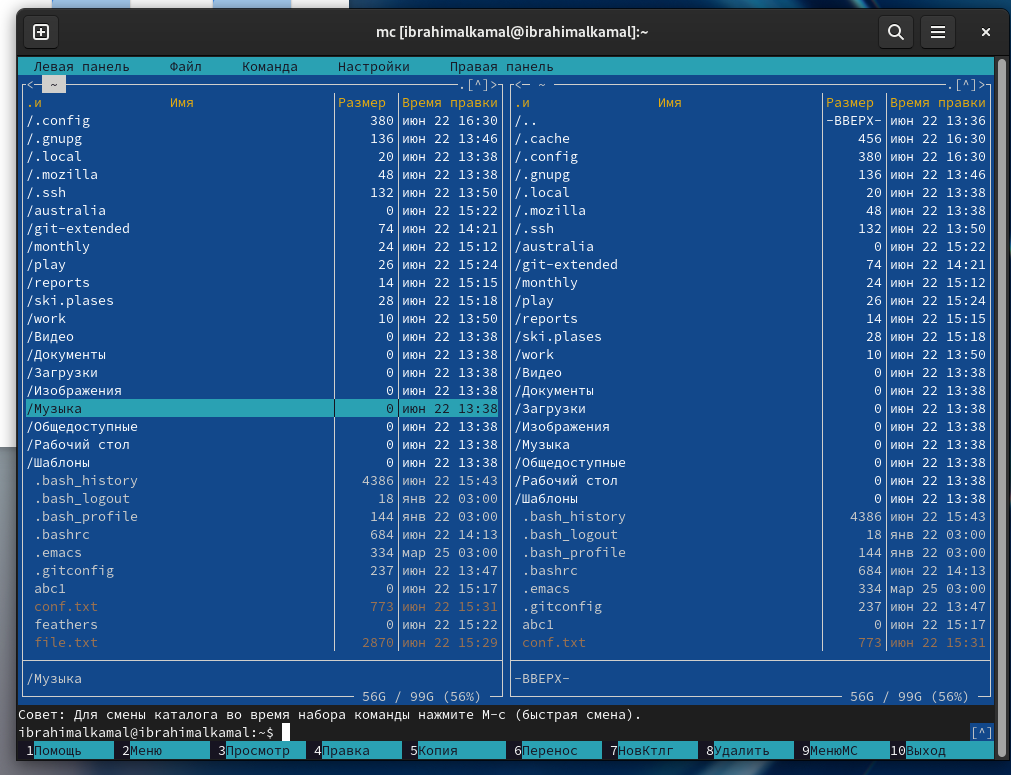 mc [ibrahimalkamal@ibrahimalkamal]:~
Левая панель Файл Команда Настройки Правая панель
<─ ~ .[^]>
.и Имя Размер Время правки
/.config 380 июн 22 16:30
/.gnupg 136 июн 22 13:46
/.local 20 июн 22 13:38
/.mozilla 48 июн 22 13:38
/.ssh 132 июн 22 13:50
/australia 0 июн 22 15:22
/git-extended 74 июн 22 14:21
/monthly 24 июн 22 15:12
/play 26 июн 22 15:24
/reports 14 июн 22 15:15
/ski.plases 28 июн 22 15:18
/work 10 июн 22 13:50
/Видео 0 июн 22 13:38
/Документы 0 июн 22 13:38
/Загрузки 0 июн 22 13:38
/Изображения 0 июн 22 13:38
/Музыка 0 июн 22 13:38
/Общедоступные 0 июн 22 13:38
/Рабочий стол 0 июн 22 13:38
/Шаблоны 0 июн 22 13:38
.bash_history 4386 июн 22 15:43
.bash_logout 18 янв 22 03:00
.bash_profile 144 янв 22 03:00
.bashrc 684 июн 22 14:13
.emacs 334 мар 25 03:00
.gitconfig 237 июн 22 13:47
abc1 0 июн 22 15:17
conf.txt 773 июн 22 15:31
feathers 0 июн 22 15:22
file.txt 2870 июн 22 15:29
/Музыка
56G / 99G (56%)
<─ ~ .[^]>
.и Имя Размер Время правки
/.. -ВВЕРХ- июн 22 13:36
/.cache 456 июн 22 16:30
/.config 380 июн 22 16:30
/.gnupg 136 июн 22 13:46
/.local 20 июн 22 13:38
/.mozilla 48 июн 22 13:38
/.ssh 132 июн 22 13:50
/australia 0 июн 22 15:22
/git-extended 74 июн 22 14:21
/monthly 24 июн 22 15:12
/play 26 июн 22 15:24
/reports 14 июн 22 15:15
/ski.plases 28 июн 22 15:18
/work 10 июн 22 13:50
/Видео 0 июн 22 13:38
/Документы 0 июн 22 13:38
/Загрузки 0 июн 22 13:38
/Изображения 0 июн 22 13:38
/Музыка 0 июн 22 13:38
/Общедоступные 0 июн 22 13:38
/Рабочий стол 0 июн 22 13:38
/Шаблоны 0 июн 22 13:38
.bash_history 4386 июн 22 15:43
.bash_logout 18 янв 22 03:00
.bash_profile 144 янв 22 03:00
.bashrc 684 июн 22 14:13
.emacs 334 мар 25 03:00
.gitconfig 237 июн 22 13:47
abc1 0 июн 22 15:17
conf.txt 773 июн 22 15:31
-ВВЕРХ-
56G / 99G (56%)
Совет: Для смены каталога во время набора команды нажмите M-c (быстрая смена).
ibrahimalkamal@ibrahimalkamal:~$ [^]
1Помощь 2Меню 3Просмотр 4Правка 5Копия 6Перенос 7НовКтлг 8Удалить 9МенюMC 10Выход